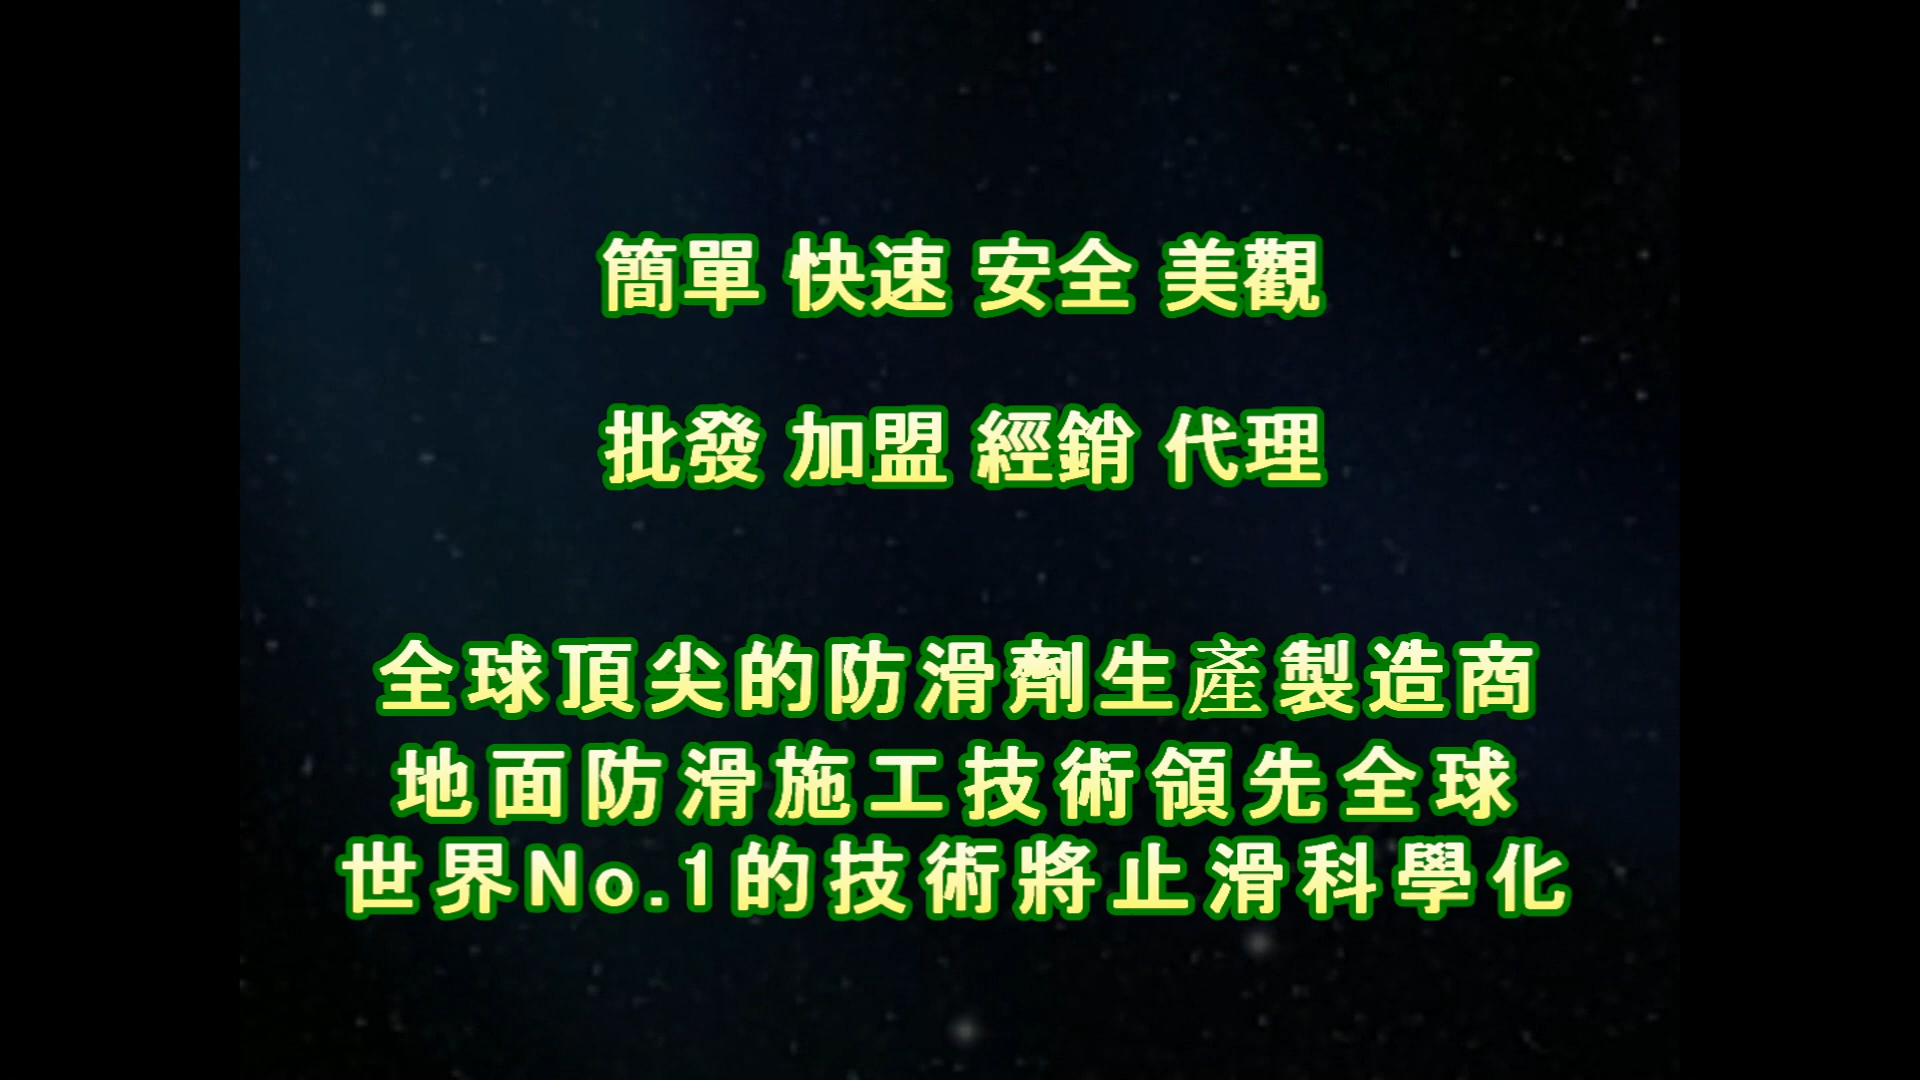 簡單 快速 安全 美觀
批發 加盟 經銷 代理
全球頂尖的防滑劑生產製造商
地面防滑施工技術領先全球
世界No.1的技術將止滑科學化